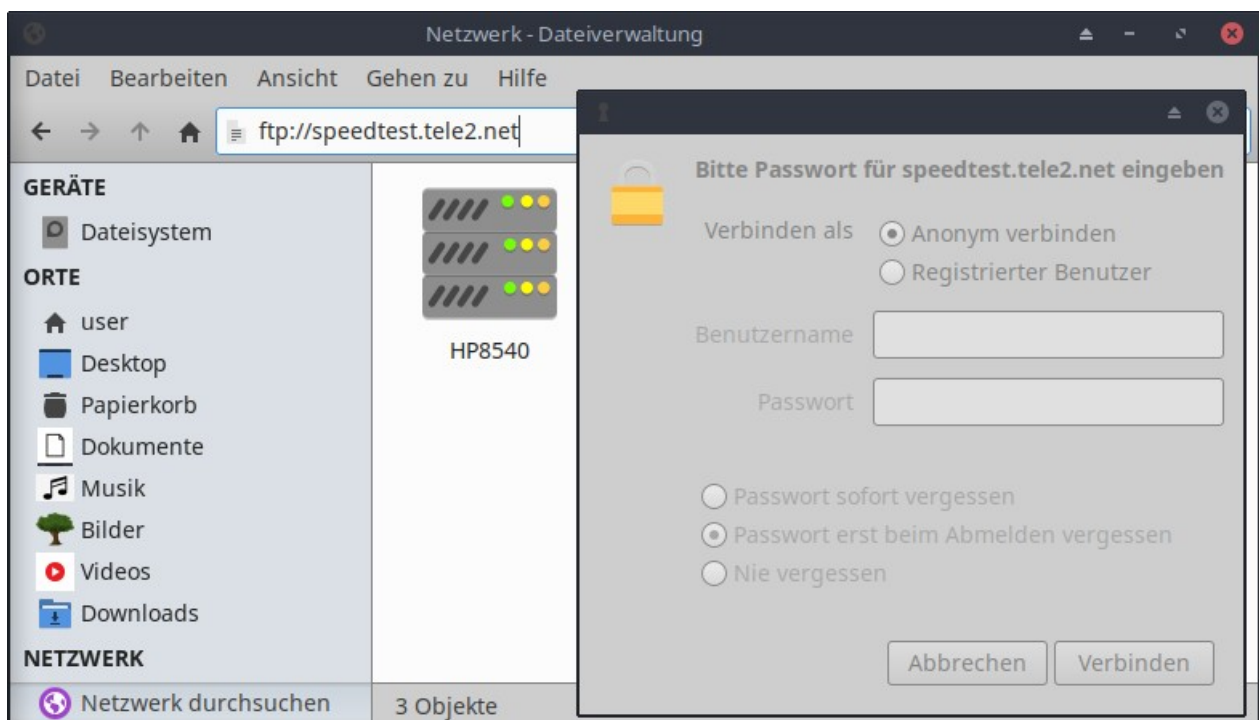 Netzwerk - Dateiverwaltung
Datei Bearbeiten Ansicht Gehen zu Hilfe
ftp://speedtest.tele2.net
GERÄTE
Dateisystem
ORTE
user
Desktop
Papierkorb
Dokumente
Musik
Bilder
Videos
Downloads
NETZWERK
Netzwerk durchsuchen
HP8540
3 Objekte
Bitte Passwort für speedtest.tele2.net eingeben
Verbinden als Anonym verbinden
Registrierter Benutzer
Benutzername
Passwort
Passwort sofort vergessen
Passwort erst beim Abmelden vergessen
Nie vergessen
Abbrechen Verbinden